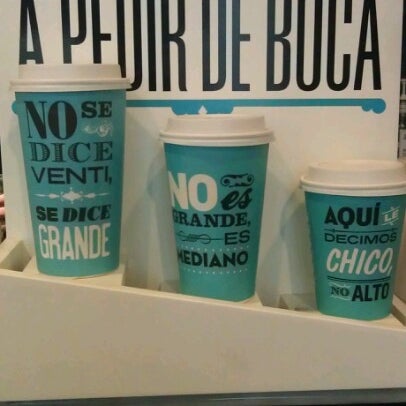 A PEDIR DE BOCA
NO SE
DICE
VENTI,
SE DICE
GRANDE
NO es
GRANDE,
ES
MEDIANO
AQUÍ LE
DECIMOS
CHICO,
NO ALTO